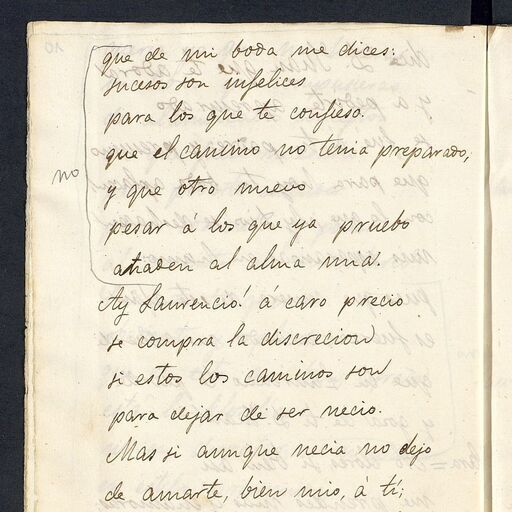 que de mi boda me dices:
sucesos son infelices
para los que te confieso.
que el camino no tenia preparado,
no
y que otro nuevo
pesar á los que ya pruebo
añaden al alma mia.
Ay Laurencio! á caro precio
se compra la discrecion
si estos los caminos son
para dejar de ser necio.
Mas si aunque necia no dejo
de amarte, bien mio, á tí;